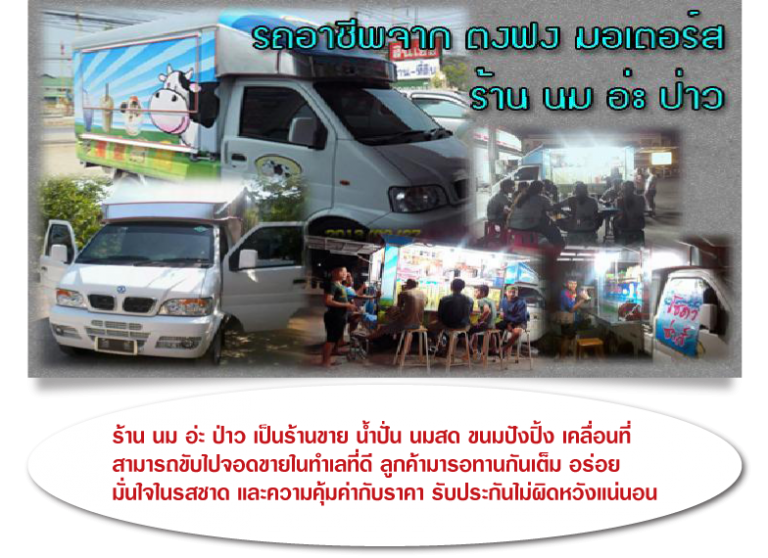 รถอาชีพจาก ตงฟง มอเตอร์ส
ร้าน นม อ่ะ ป่าว
ร้าน นม อ่ะ ป่าว เป็นร้านขาย น้ำปั่น นมสด ขนมปังปิ้ง เคลื่อนที่
สามารถขับไปจอดขายในทำเลที่ดี ลูกค้ามารอทานกันเต็ม อร่อย
มั่นใจในรสชาด และความคุ้มค่ากับราคา รับประกันไม่ผิดหวังแน่นอน